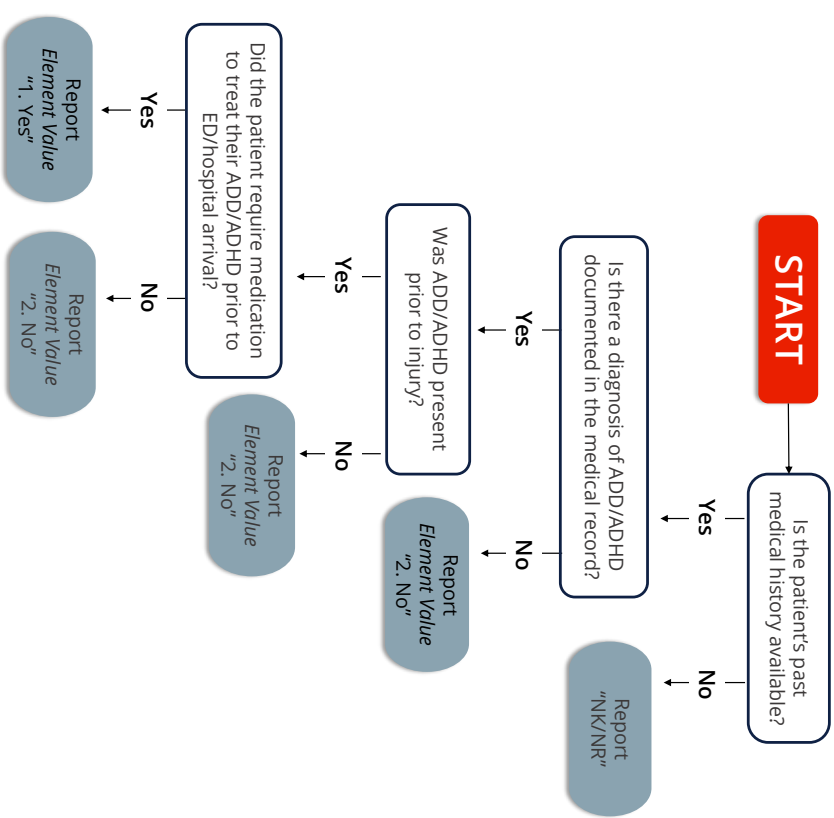 START
Is the patient’s past
medical history available?
Yes
No
Report
“NK/NR”
Is there a diagnosis of ADD/ADHD
documented in the medical record?
Yes
No
Report
Element Value
“2. No”
Was ADD/ADHD present
prior to injury?
Yes
No
Report
Element Value
“2. No”
Did the patient require medication
to treat their ADD/ADHD prior to
ED/hospital arrival?
Yes
No
Report
Element Value
“1. Yes”
Report
Element Value
“2. No”